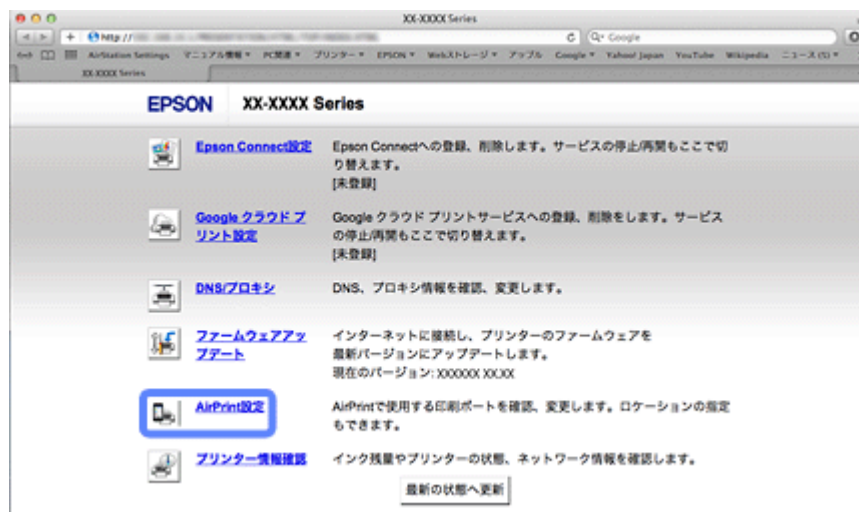 XX-XXXX Series
http://
Google
AirStation Settings マニュアル情報 PC関連 プリンター EPSON Webストレージ アップル Google Yahoo! Japan YouTube Wikipedia ニュース(5)
XX-XXXX Series
EPSON XX-XXXX Series
Epson Connect設定 Epson Connectへの登録、削除します。サービスの停止/再開もここで切
り替えます。
[未登録]
Google クラウド プ Google クラウド プリントサービスへの登録、削除をします。サービス
リント設定 の停止/再開もここで切り替えます。
[未登録]
DNS/プロキシ DNS、プロキシ情報を確認、変更します。
ファームウェアアッ インターネットに接続し、プリンターのファームウェアを
プデート 最新バージョンにアップデートします。
現在のバージョン: XXXXXX XX.XX
AirPrint設定 AirPrintで使用する印刷ポートを確認、変更します。ロケーションの指定
もできます。
プリンター情報確認 インク残量やプリンターの状態、ネットワーク情報を確認します。
最新の状態へ更新